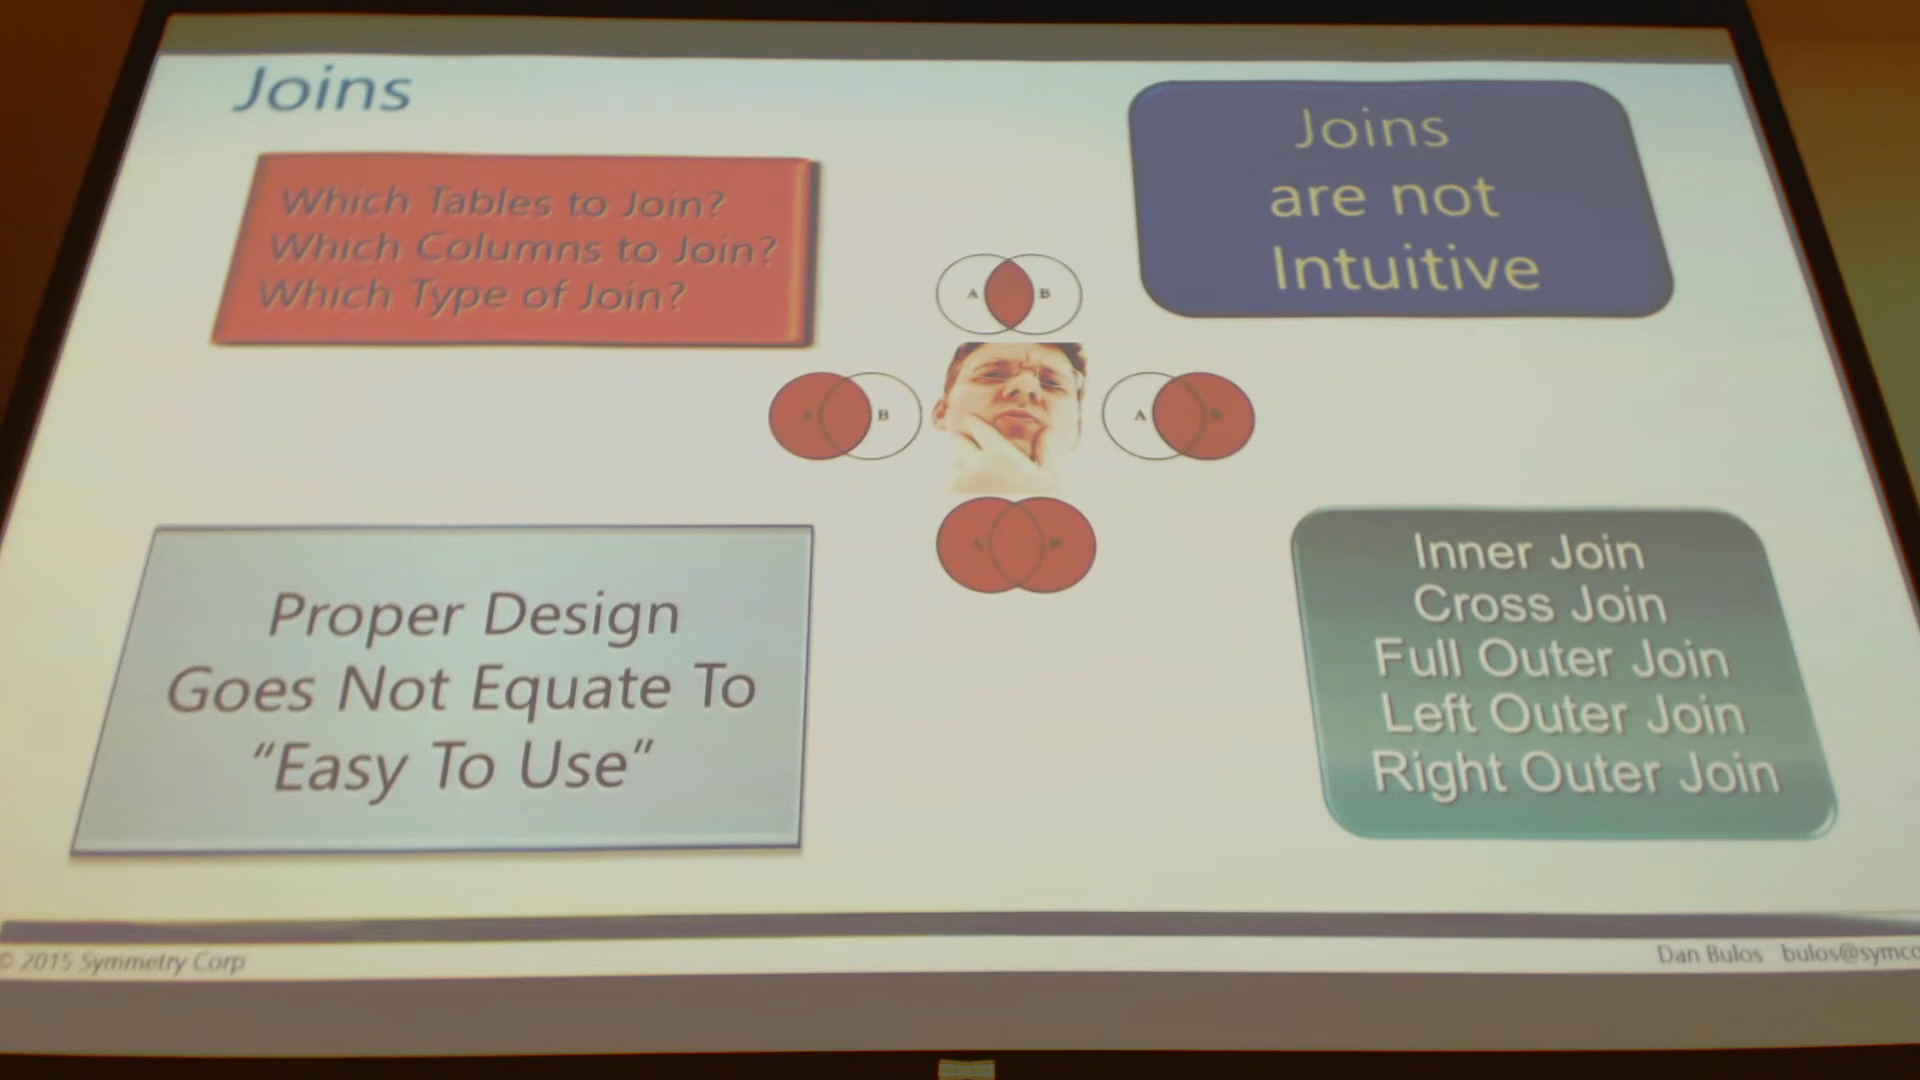 Joins
Which Tables to Join?
Which Columns to Join?
Which Type of Join?
Joins
are not
Intuitive
A B
A B
A B
A B
Proper Design
Goes Not Equate To
“Easy To Use”
Inner Join
Cross Join
Full Outer Join
Left Outer Join
Right Outer Join
© 2015 Symmetry Corp
Dan Bulos bulos@symco